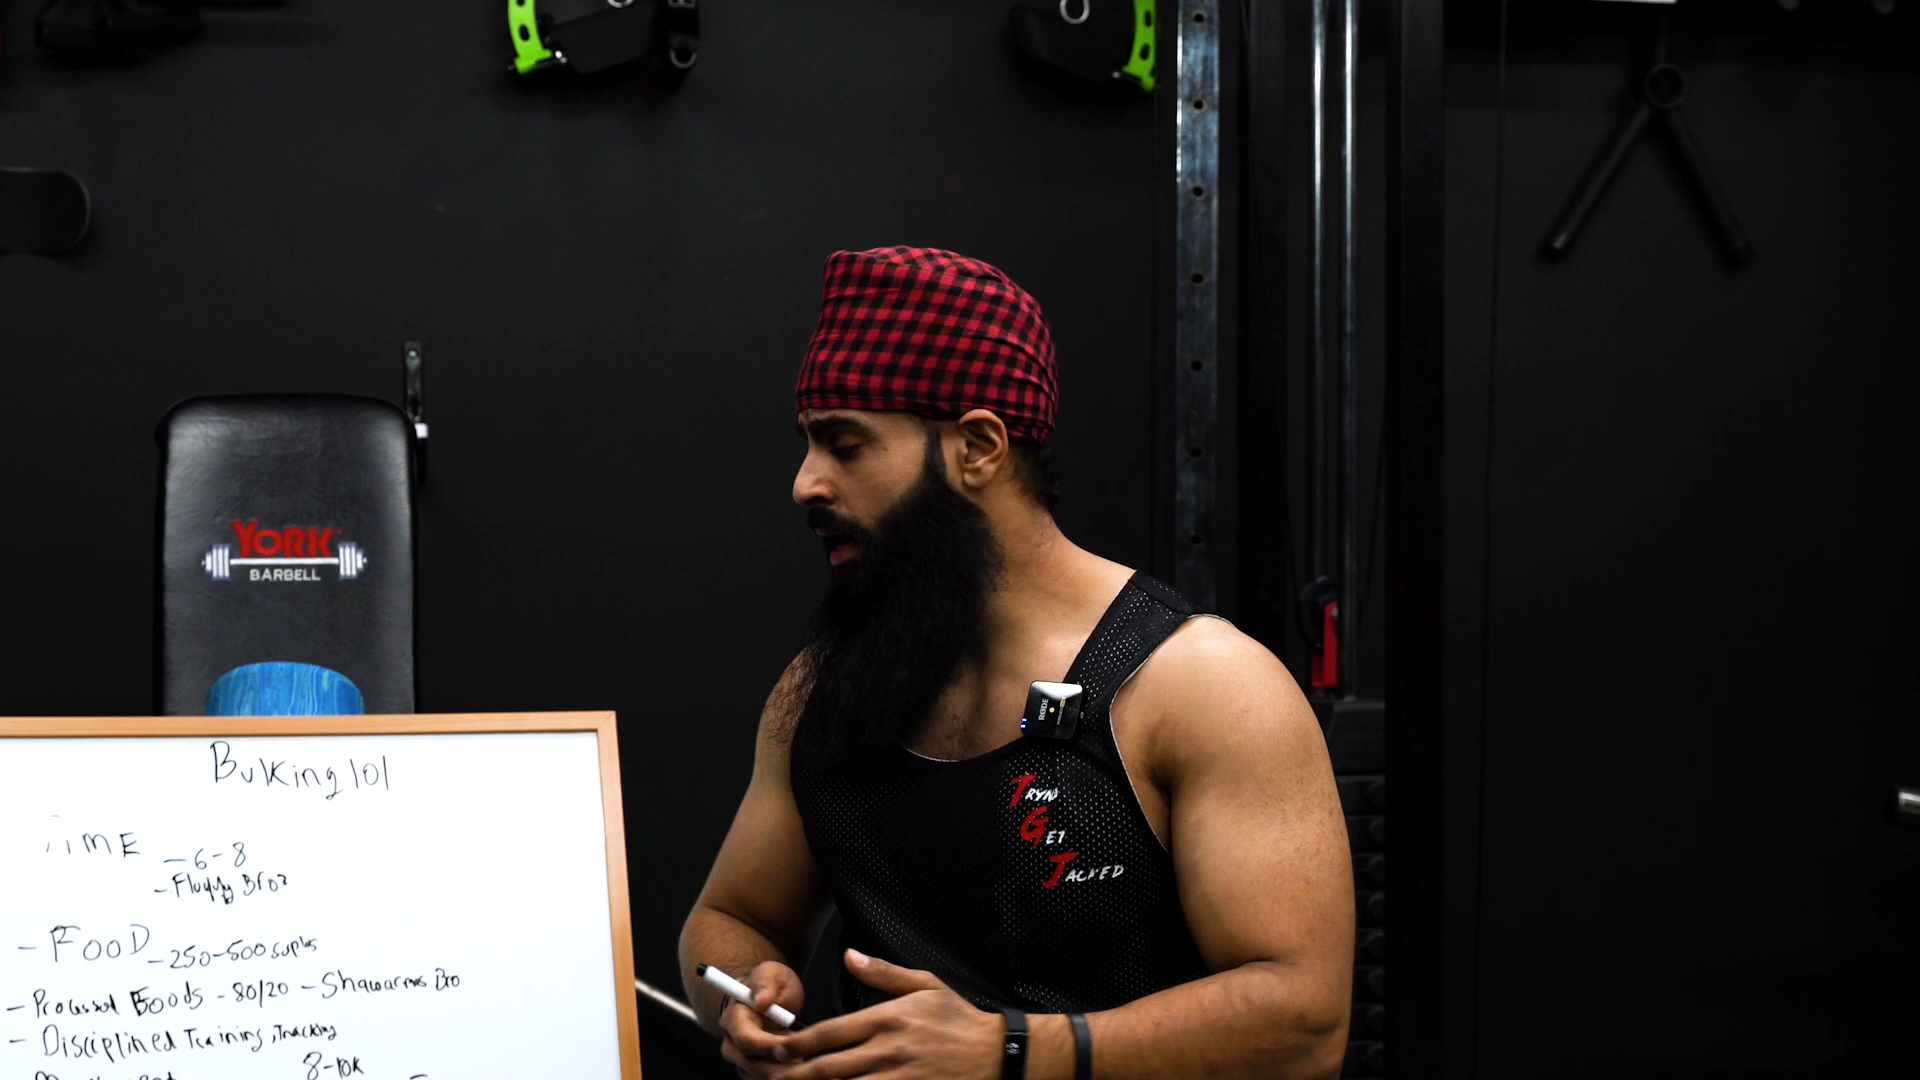 YORK
BARBELL
RØDE
TRYNA
GET
JACKED
Bulking 101
TIME
- 6-8
- Fluffy Bro?
- FOOD - 250-500 surplus
- Processed Foods - 80/20 - Shawarmas Bro
- Disciplined Training, Tracking
8-10K